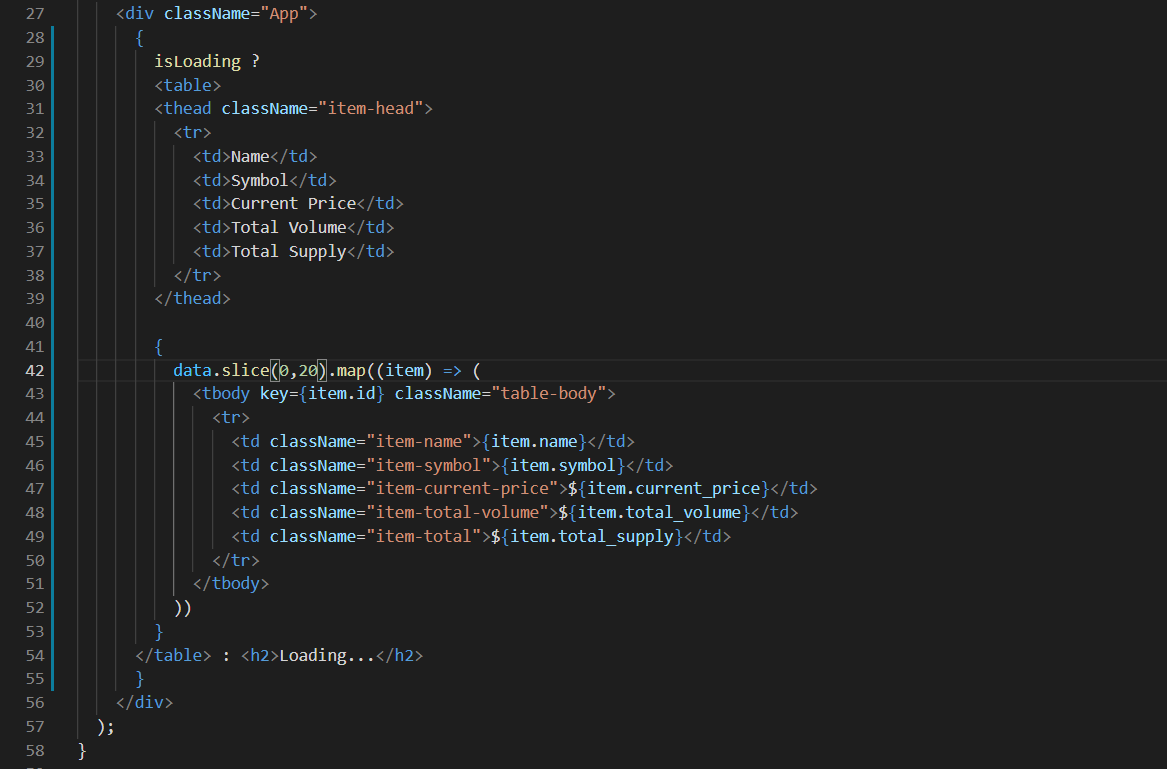 27 <div className="App">
28 {
29 isLoading ?
30 <table>
31 <thead className="item-head">
32 <tr>
33 <td>Name</td>
34 <td>Symbol</td>
35 <td>Current Price</td>
36 <td>Total Volume</td>
37 <td>Total Supply</td>
38 </tr>
39 </thead>
40
41 {
42 data.slice(0,20).map((item) => (
43 <tbody key={item.id} className="table-body">
44 <tr>
45 <td className="item-name">{item.name}</td>
46 <td className="item-symbol">{item.symbol}</td>
47 <td className="item-current-price">${item.current_price}</td>
48 <td className="item-total-volume">${item.total_volume}</td>
49 <td className="item-total">${item.total_supply}</td>
50 </tr>
51 </tbody>
52 ))
53 }
54 </table> : <h2>Loading...</h2>
55 }
56 </div>
57 );
58 }